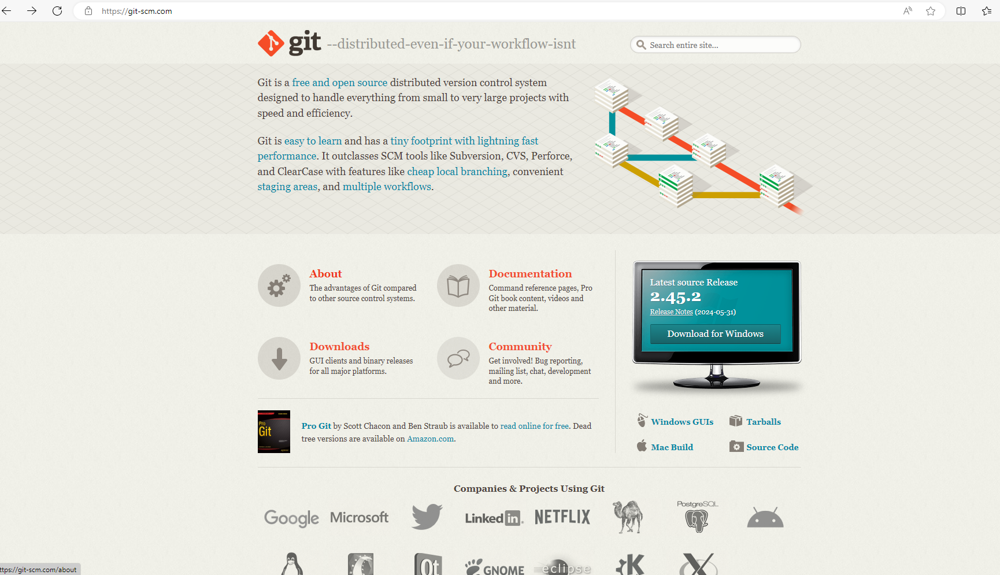 https://git-scm.com
git --distributed-even-if-your-workflow-isnt
Search entire site...
Git is a free and open source distributed version control system
designed to handle everything from small to very large projects with
speed and efficiency.
Git is easy to learn and has a tiny footprint with lightning fast
performance. It outclasses SCM tools like Subversion, CVS, Perforce,
and ClearCase with features like cheap local branching, convenient
staging areas, and multiple workflows.
About
The advantages of Git compared
to other source control systems.
Documentation
Command reference pages, Pro
Git book content, videos and
other material.
Downloads
GUI clients and binary releases
for all major platforms.
Community
Get involved! Bug reporting,
mailing list, chat, development
and more.
Pro
Git
Pro Git by Scott Chacon and Ben Straub is available to read online for free. Dead
tree versions are available on Amazon.com.
Latest source Release
2.45.2
Release Notes (2024-05-31)
Download for Windows
Windows GUIs
Tarballs
Mac Build
Source Code
Companies & Projects Using Git
Google Microsoft LinkedIn NETFLIX PostgreSQL
Qt GNOME eclipse K X
ttps://git-scm.com/about